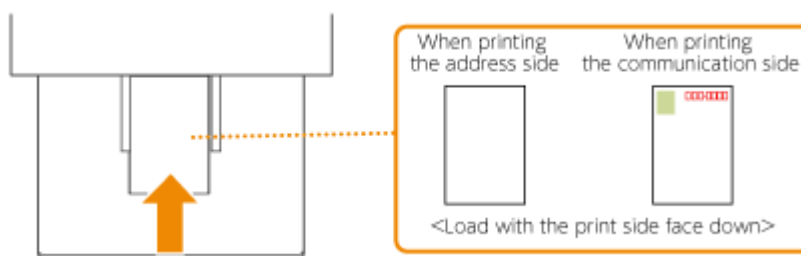 When printing
the address side
When printing
the communication side
<Load with the print side face down>